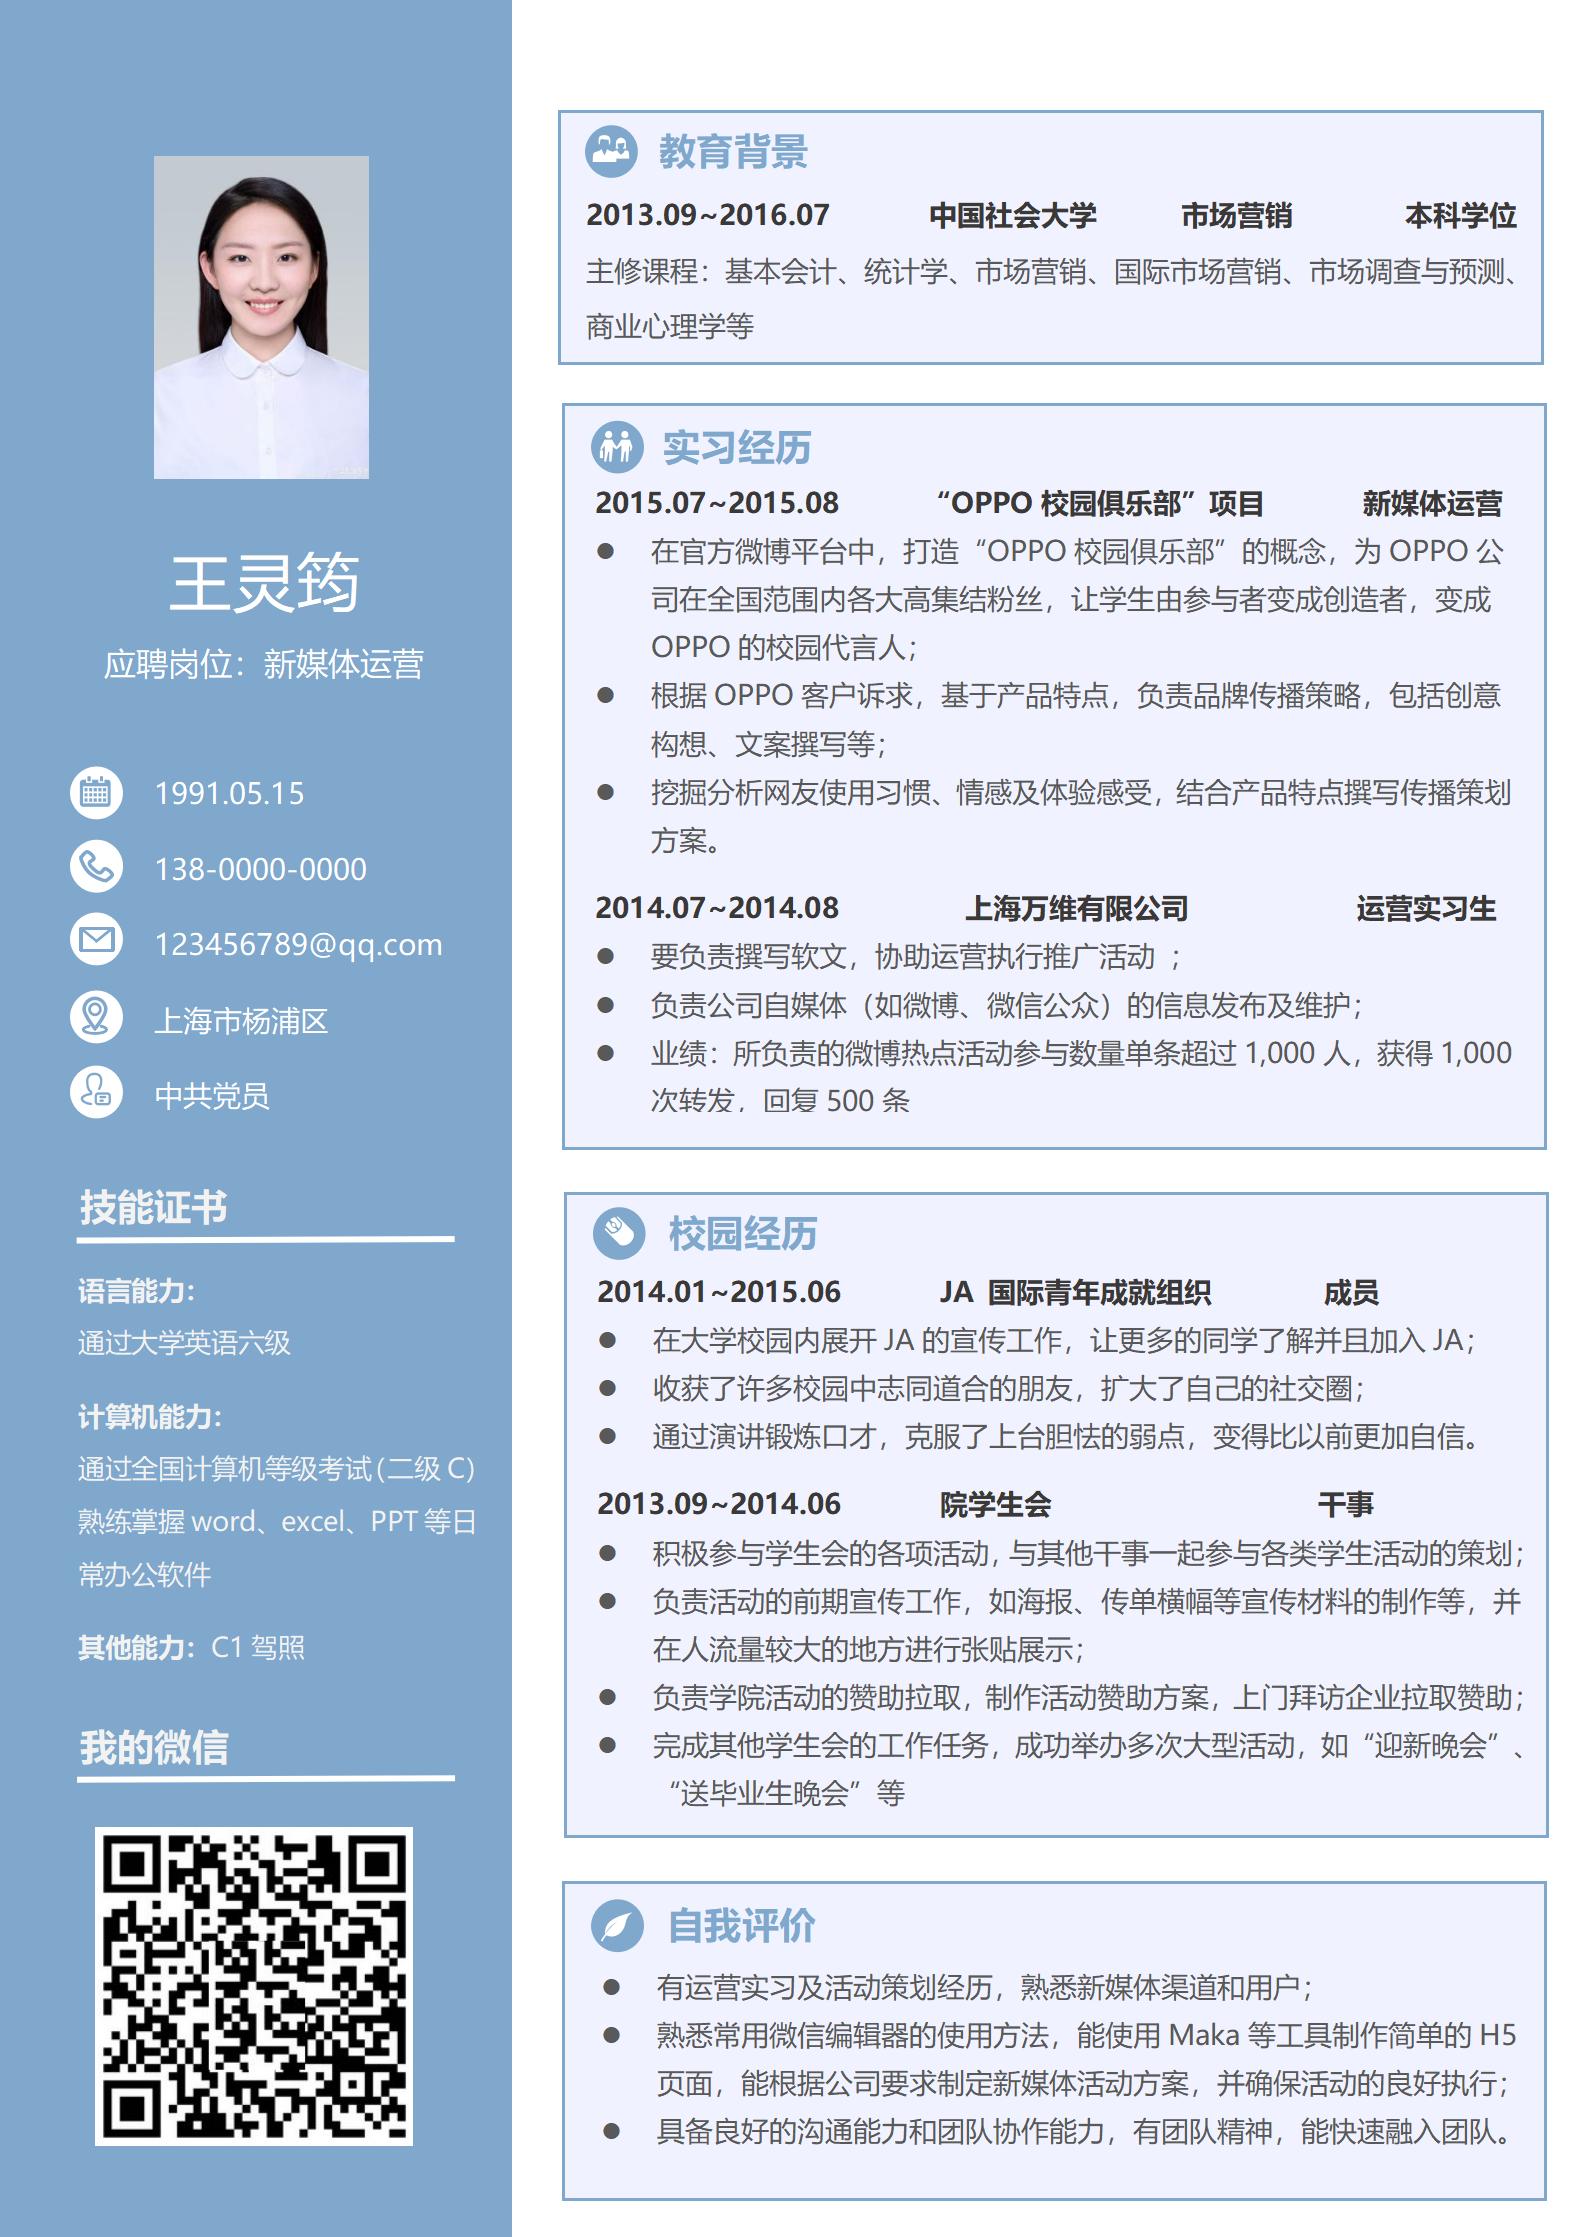 王灵筠
应聘岗位：新媒体运营
1991.05.15
138-0000-0000
123456789@qq.com
上海市杨浦区
中共党员
技能证书
语言能力：
通过大学英语六级
计算机能力：
通过全国计算机等级考试（二级 C）
熟练掌握 word、excel、PPT 等日
常办公软件
其他能力：C1 驾照
我的微信
教育背景
2013.09~2016.07 中国社会大学 市场营销 本科学位
主修课程：基本会计、统计学、市场营销、国际市场营销、市场调查与预测、
商业心理学等
实习经历
2015.07~2015.08 “OPPO 校园俱乐部”项目 新媒体运营
● 在官方微博平台中，打造“OPPO 校园俱乐部”的概念，为 OPPO 公
司在全国范围内各大高集结粉丝，让学生由参与者变成创造者，变成
OPPO 的校园代言人；
● 根据 OPPO 客户诉求，基于产品特点，负责品牌传播策略，包括创意
构想、文案撰写等；
● 挖掘分析网友使用习惯、情感及体验感受，结合产品特点撰写传播策划
方案。
2014.07~2014.08 上海万维有限公司 运营实习生
● 要负责撰写软文，协助运营执行推广活动 ；
● 负责公司自媒体（如微博、微信公众）的信息发布及维护；
● 业绩：所负责的微博热点活动参与数量单条超过 1,000 人，获得 1,000
次转发，回复 500 条
校园经历
2014.01~2015.06 JA 国际青年成就组织 成员
● 在大学校园内展开 JA 的宣传工作，让更多的同学了解并且加入 JA；
● 收获了许多校园中志同道合的朋友，扩大了自己的社交圈；
● 通过演讲锻炼口才，克服了上台胆怯的弱点，变得比以前更加自信。
2013.09~2014.06 院学生会 干事
● 积极参与学生会的各项活动，与其他干事一起参与各类学生活动的策划；
● 负责活动的前期宣传工作，如海报、传单横幅等宣传材料的制作等，并
在人流量较大的地方进行张贴展示；
● 负责学院活动的赞助拉取，制作活动赞助方案，上门拜访企业拉取赞助；
● 完成其他学生会的工作任务，成功举办多次大型活动，如“迎新晚会”、
“送毕业生晚会”等
自我评价
● 有运营实习及活动策划经历，熟悉新媒体渠道和用户；
● 熟悉常用微信编辑器的使用方法，能使用 Maka 等工具制作简单的 H5
页面，能根据公司要求制定新媒体活动方案，并确保活动的良好执行；
● 具备良好的沟通能力和团队协作能力，有团队精神，能快速融入团队。